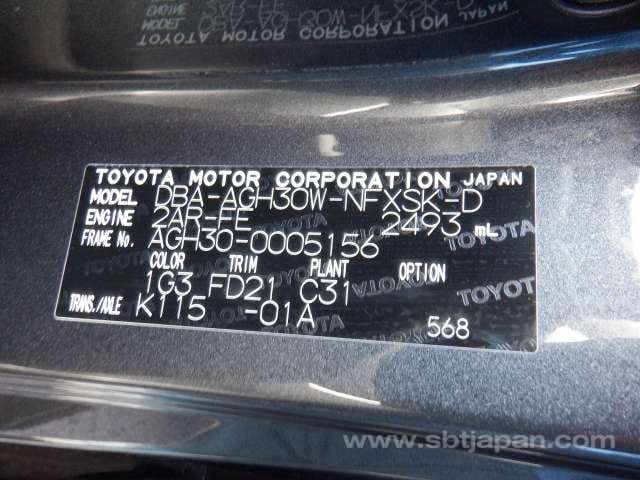 TOYOTA MOTOR CORPORATION JAPAN
MODEL DBA-AGH30W-NFXSK-D
ENGINE 2AR-FE 2493 mL
FRAME No. AGH30-0005156
COLOR TRIM PLANT OPTION
1G3 FD21 C31
TRANS./AXLE K115 -01A
568
TOYOTA
www.sbtjapan.com